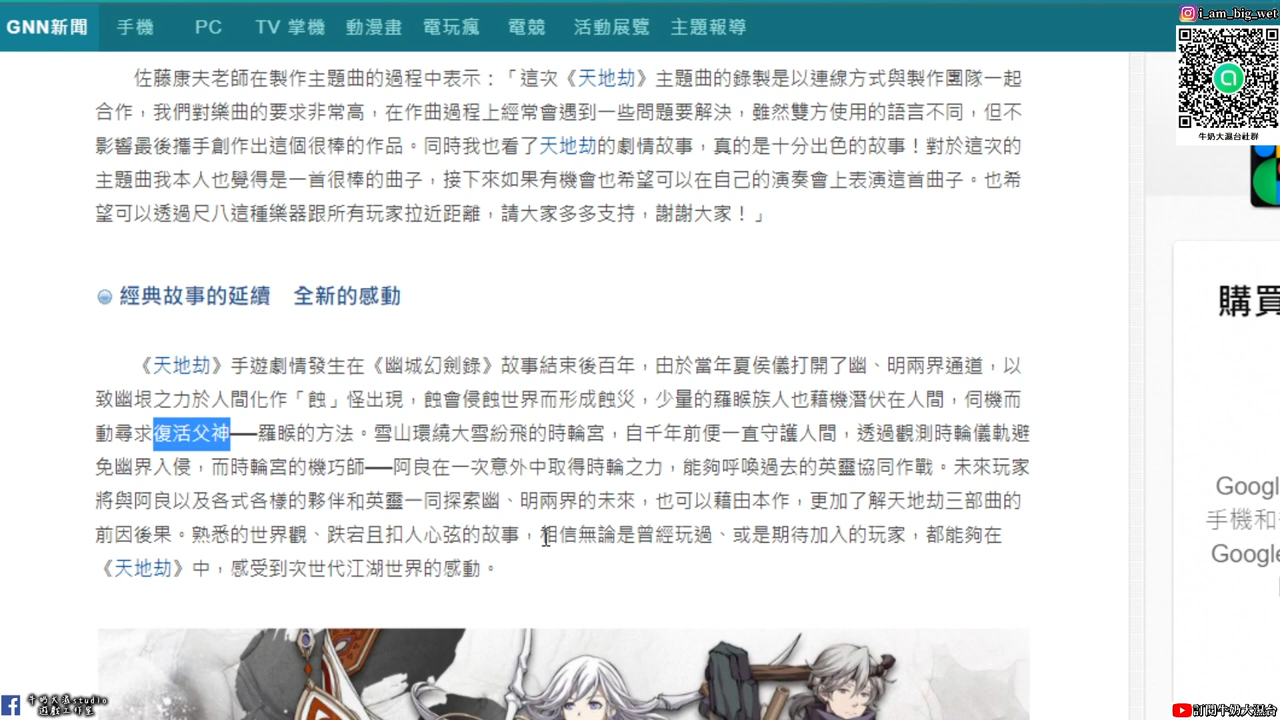 GNN新聞 手機 PC TV 掌機 動漫畫 電玩瘋 電競 活動展覽 主題報導
i_am_big_wet
牛奶大濕台社群
佐藤康夫老師在製作主題曲的過程中表示：「這次《天地劫》主題曲的錄製是以連線方式與製作團隊一起
合作，我們對樂曲的要求非常高，在作曲過程上經常會遇到一些問題要解決，雖然雙方使用的語言不同，但不
影響最後攜手創作出這個很棒的作品。同時我也看了天地劫的劇情故事，真的是十分出色的故事！對於這次的
主題曲我本人也覺得是一首很棒的曲子，接下來如果有機會也希望可以在自己的演奏會上表演這首曲子。也希
望可以透過尺八這種樂器跟所有玩家拉近距離，請大家多多支持，謝謝大家！」
經典故事的延續 全新的感動
《天地劫》手遊劇情發生在《幽城幻劍錄》故事結束後百年，由於當年夏侯儀打開了幽、明兩界通道，以
致幽垠之力於人間化作「蝕」怪出現，蝕會侵蝕世界而形成蝕災，少量的羅睺族人也藉機潛伏在人間，伺機而
動尋求復活父神──羅睺的方法。雪山環繞大雪紛飛的時輪宮，自千年前便一直守護人間，透過觀測時輪儀軌避
免幽界入侵，而時輪宮的機巧師──阿良在一次意外中取得時輪之力，能夠呼喚過去的英靈協同作戰。未來玩家
將與阿良以及各式各樣的夥伴和英靈一同探索幽、明兩界的未來，也可以藉由本作，更加了解天地劫三部曲的
前因後果。熟悉的世界觀、跌宕且扣人心弦的故事，相信無論是曾經玩過、或是期待加入的玩家，都能夠在
《天地劫》中，感受到次世代江湖世界的感動。
購買
Googl
手機和
Google
牛奶大濕studio
遊戲工作室
訂閱牛奶大濕台